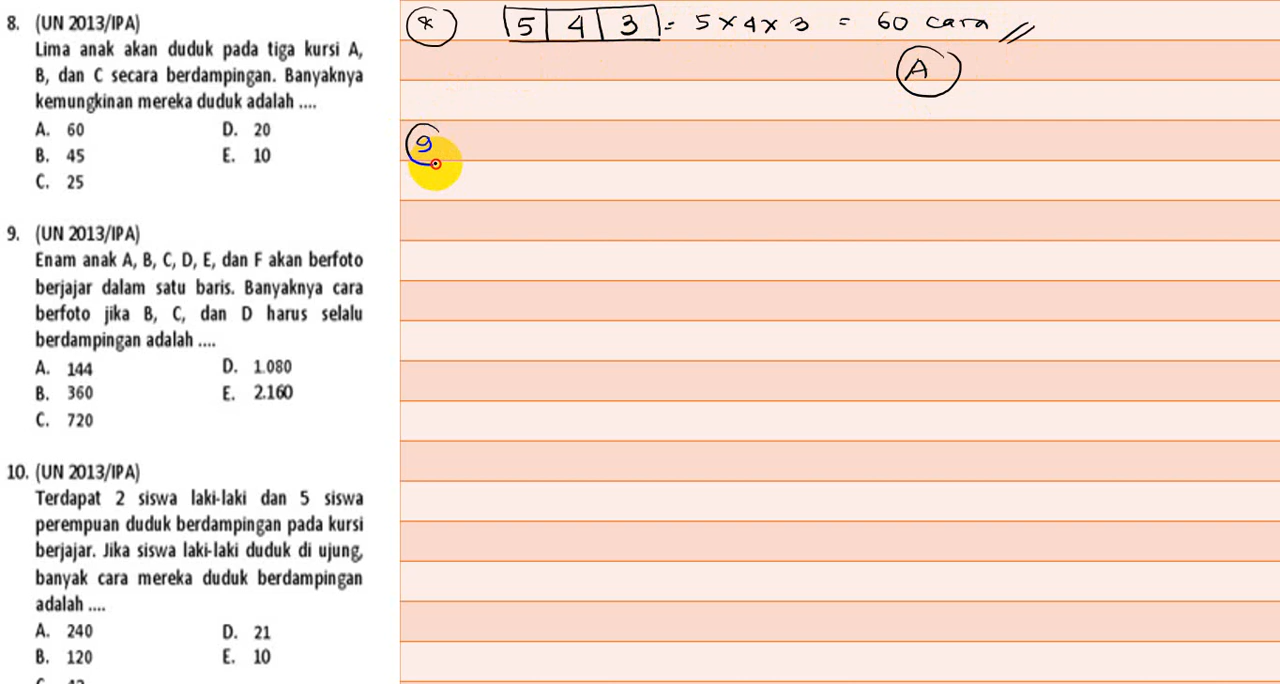 8. (UN 2013/IPA)
Lima anak akan duduk pada tiga kursi A,
B, dan C secara berdampingan. Banyaknya
kemungkinan mereka duduk adalah ....
A. 60 D. 20
B. 45 E. 10
C. 25
9. (UN 2013/IPA)
Enam anak A, B, C, D, E, dan F akan berfoto
berjajar dalam satu baris. Banyaknya cara
berfoto jika B, C, dan D harus selalu
berdampingan adalah ....
A. 144 D. 1.080
B. 360 E. 2.160
C. 720
10. (UN 2013/IPA)
Terdapat 2 siswa laki-laki dan 5 siswa
perempuan duduk berdampingan pada kursi
berjajar. Jika siswa laki-laki duduk di ujung,
banyak cara mereka duduk berdampingan
adalah ....
A. 240 D. 21
B. 120 E. 10
8 5 4 3 = 5 × 4 × 3 = 60 cara //
A
9